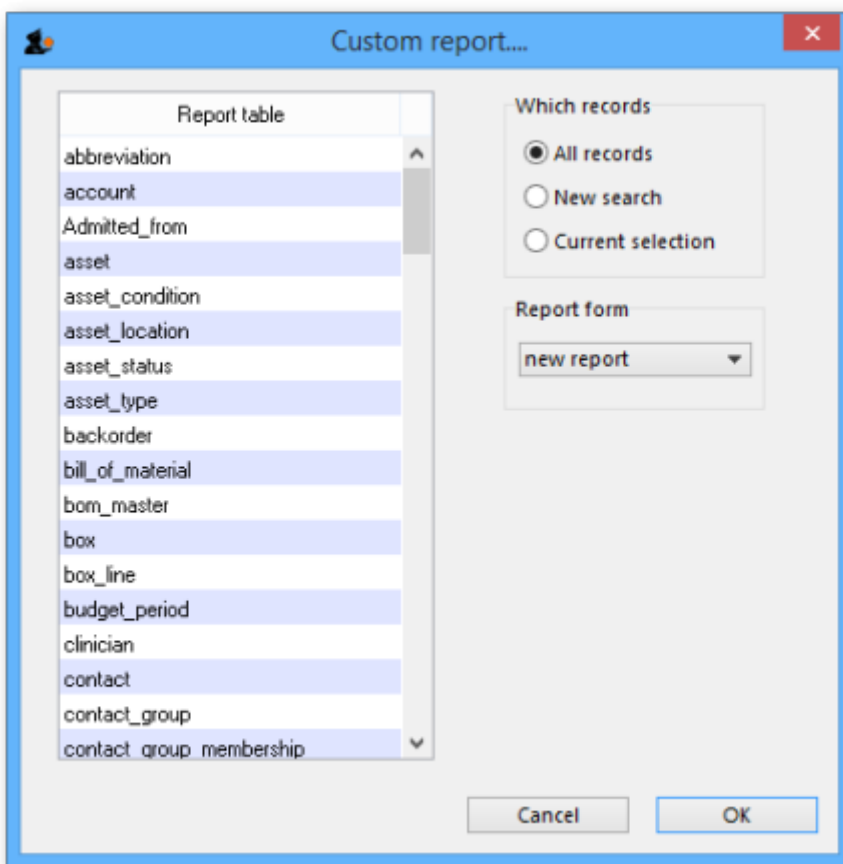 Custom report....
Report table
abbreviation
account
Admitted_from
asset
asset_condition
asset_location
asset_status
asset_type
backorder
bill_of_material
bom_master
box
box_line
budget_period
clinician
contact
contact_group
contact_group_membership
Which records
All records
New search
Current selection
Report form
new report
Cancel
OK